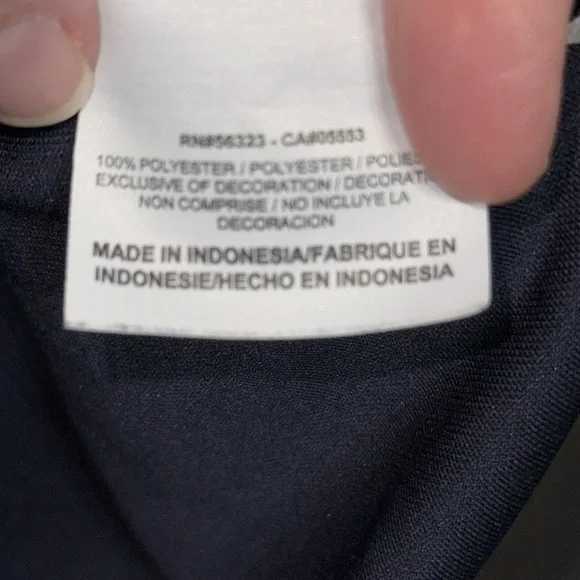 RN#56323 - CA#05553
100% POLYESTER / POLYESTER / POLIES
EXCLUSIVE OF DECORATION / DECORATI
NON COMPRISE / NO INCLUYE LA
DECORACION
MADE IN INDONESIA/FABRIQUE EN
INDONESIE/HECHO EN INDONESIA